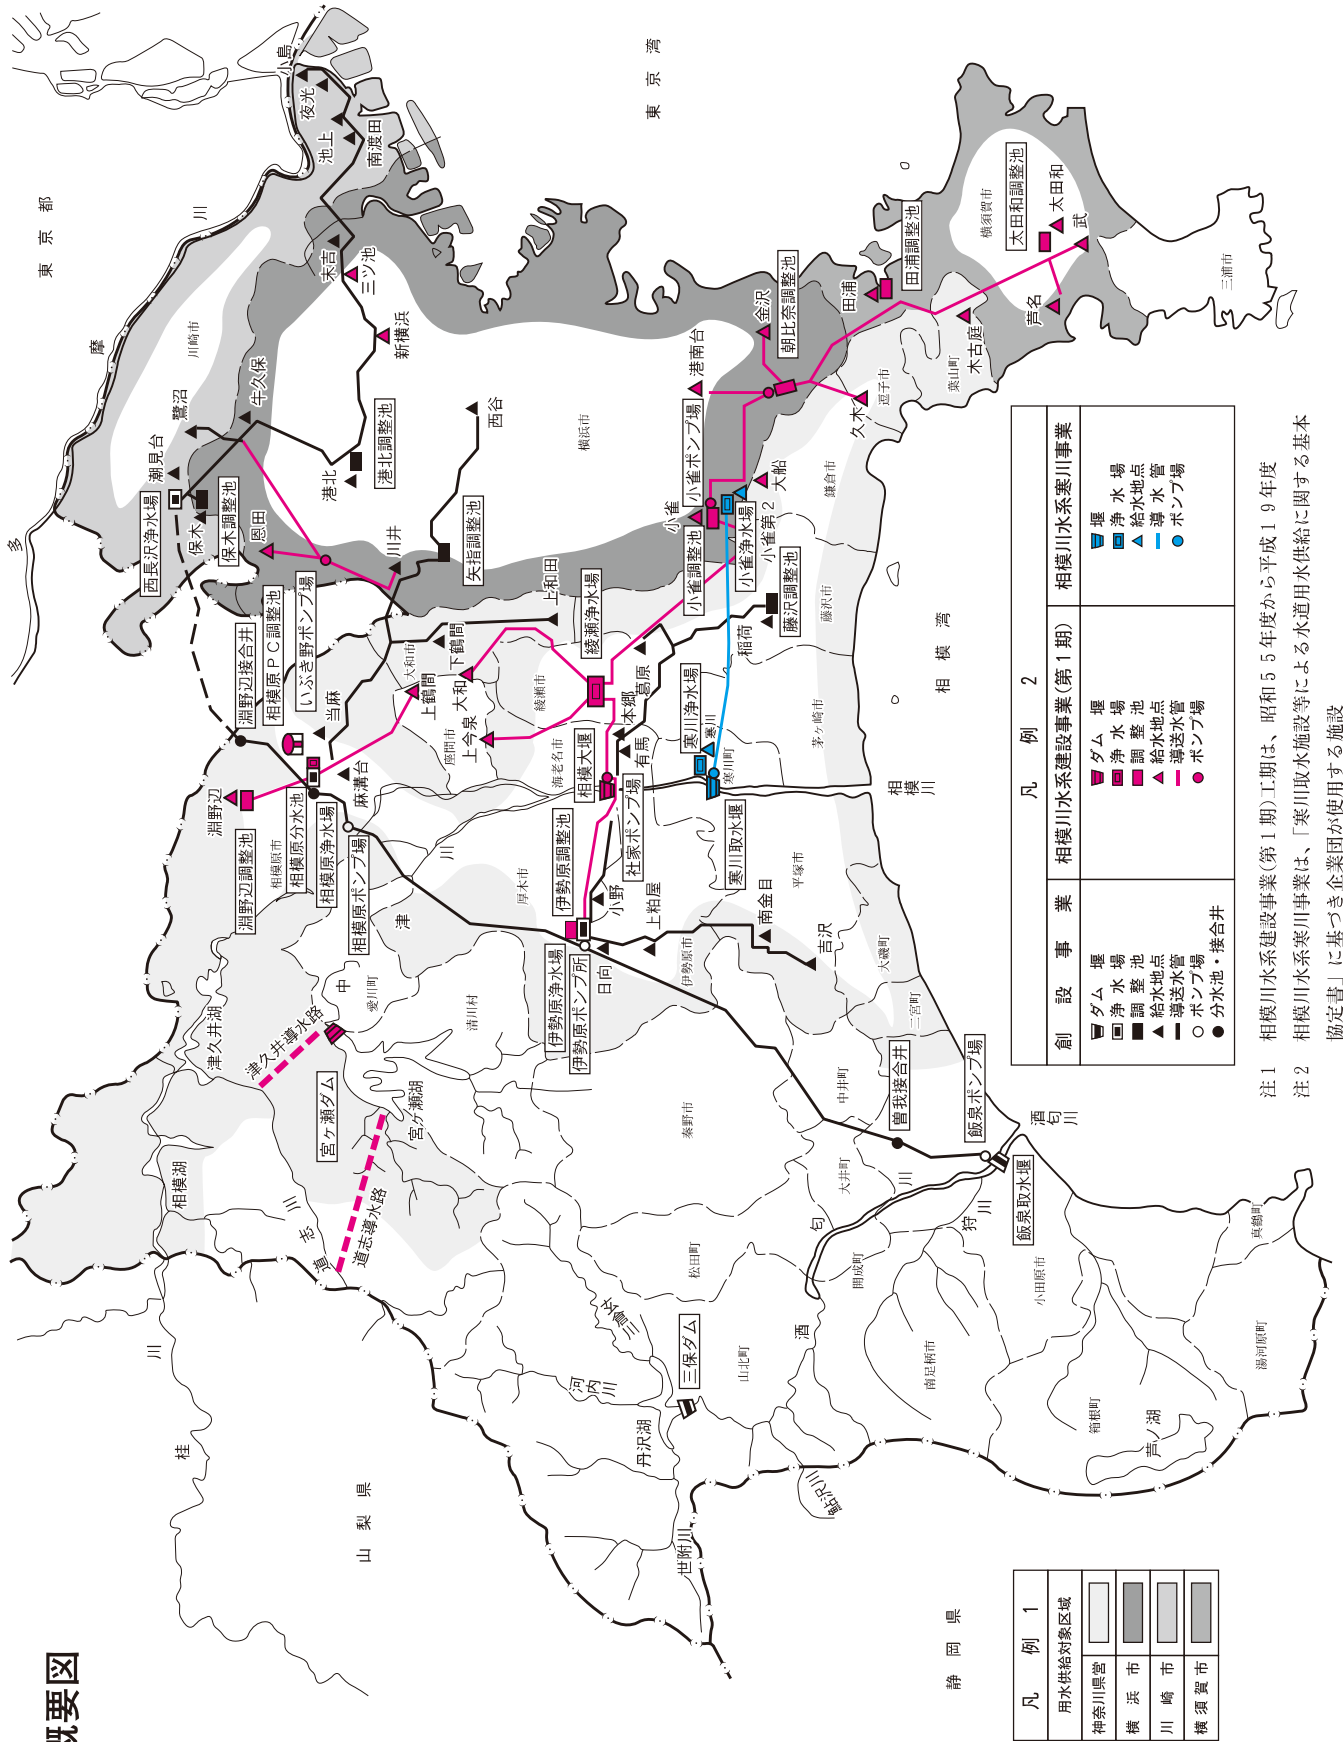 概要図
東京都
東京湾
相模湾
山梨県
静岡県
多
摩
川
小島
夜光
池上
南渡田
末吉
三ツ池
新横浜
川崎市
鷺沼
牛久保
潮見台
西長沢浄水場
保木
保木調整池
恩田
港北
港北調整池
西谷
横浜市
川井
矢指調整池
いぶき野ポンプ場
相模原PC調整池
淵野辺接合井
当麻
上鶴間
大和市
下鶴間
大和
上和田
綾瀬市
綾瀬浄水場
上今泉
座間市
海老名市
麻溝台
淵野辺
淵野辺調整池
相模原市
相模原分水池
相模原浄水場
相模原ポンプ場
相模大堰
社家ポンプ場
有馬
本郷
葛原
稲荷
藤沢調整池
藤沢市
寒川浄水場
寒川
寒川町
寒川取水堰
茅ヶ崎市
相模川
小雀
小雀調整池
小雀ポンプ場
小雀浄水場
小雀第2
大船
鎌倉市
港南台
金沢
朝比奈調整池
久木
逗子市
葉山町
木古庭
田浦
田浦調整池
横須賀市
太田和調整池
太田和
武
芦名
三浦市
津久井湖
津久井導水路
相模湖
中
津
川
愛川町
清川村
宮ヶ瀬ダム
宮ヶ瀬湖
道志導水路
道
志
川
桂
川
厚木市
伊勢原調整池
小野
上粕屋
伊勢原浄水場
伊勢原ポンプ所
日向
伊勢原市
南金目
吉沢
平塚市
大磯町
二宮町
秦野市
中井町
曽我接合井
飯泉ポンプ場
飯泉取水堰
酒匂川
大井町
松田町
開成町
酒
匂
川
狩川
小田原市
真鶴町
湯河原町
箱根町
芦ノ湖
南足柄市
山北町
玄倉川
河内川
三保ダム
丹沢湖
世附川
鮎沢川
凡例 1
用水供給対象区域
神奈川県営
横浜市
川崎市
横須賀市
凡例 2
創設事業
ダム 堰
浄水場
調整池
給水地点
導送水管
ポンプ場
分水池・接合井
相模川水系建設事業(第1期)
ダム 堰
浄水場
調整池
給水地点
導送水管
ポンプ場
相模川水系寒川事業
堰
浄水場
給水地点
導水管
ポンプ場
注1 相模川水系建設事業(第1期)工期は、昭和55年度から平成19年度
注2 相模川水系寒川事業は、「寒川取水施設等による水道用水供給に関する基本
協定書」に基づき企業団が使用する施設